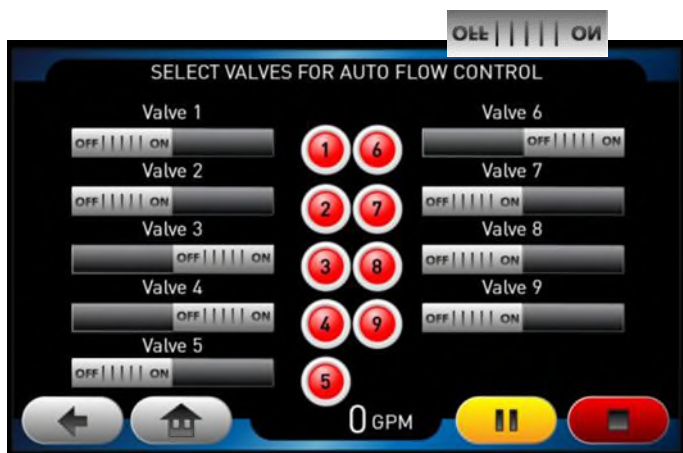 OFF ON
SELECT VALVES FOR AUTO FLOW CONTROL
Valve 1
OFF ON
Valve 2
OFF ON
Valve 3
OFF ON
Valve 4
OFF ON
Valve 5
OFF ON
1 6
2 7
3 8
4 9
5
Valve 6
OFF ON
Valve 7
OFF ON
Valve 8
OFF ON
Valve 9
OFF ON
0 GPM